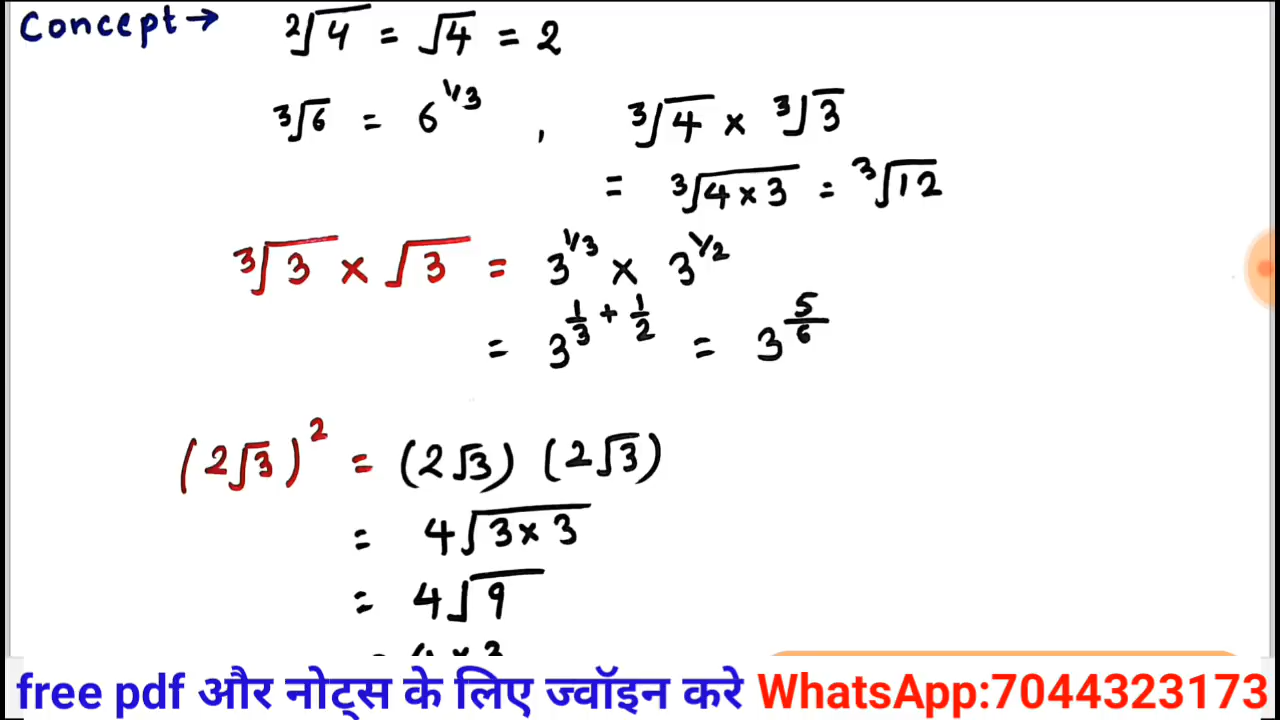 Concept → ²√4 = √4 = 2
³√6 = 6^1/3 , ³√4 × ³√3
= ³√4×3 = ³√12
³√3 × √3 = 3^1/3 × 3^1/2
= 3^1/3 + 1/2 = 3^5/6
(2√3)² = (2√3) (2√3)
= 4√3×3
= 4√9
free pdf और नोट्स के लिए ज्वॉइन करे WhatsApp:7044323173